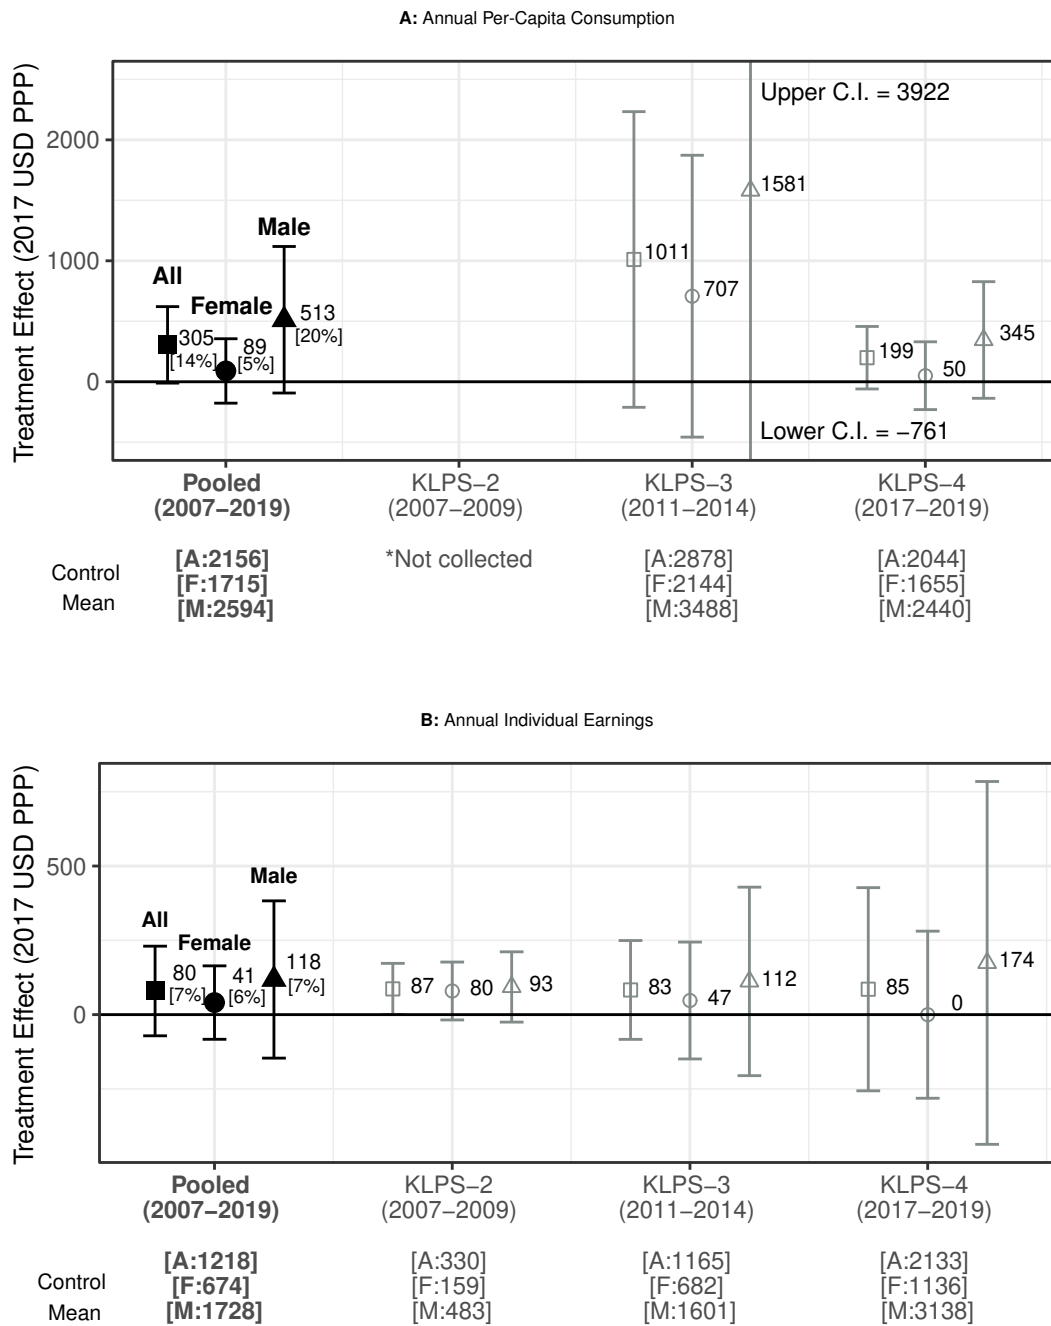 A: Annual Per-Capita Consumption
Treatment Effect (2017 USD PPP)
2000
1000
0
Upper C.I. = 3922
Lower C.I. = −761
All
Female
Male
305
[14%]
89
[5%]
513
[20%]
1011
707
1581
199
50
345
Pooled
(2007−2019)
KLPS−2
(2007−2009)
KLPS−3
(2011−2014)
KLPS−4
(2017−2019)
Control
Mean
[A:2156]
[F:1715]
[M:2594]
*Not collected
[A:2878]
[F:2144]
[M:3488]
[A:2044]
[F:1655]
[M:2440]
B: Annual Individual Earnings
Treatment Effect (2017 USD PPP)
500
0
All
Female
Male
80
[7%]
41
[6%]
118
[7%]
87
80
93
83
47
112
85
0
174
Pooled
(2007−2019)
KLPS−2
(2007−2009)
KLPS−3
(2011−2014)
KLPS−4
(2017−2019)
Control
Mean
[A:1218]
[F:674]
[M:1728]
[A:330]
[F:159]
[M:483]
[A:1165]
[F:682]
[M:1601]
[A:2133]
[F:1136]
[M:3138]